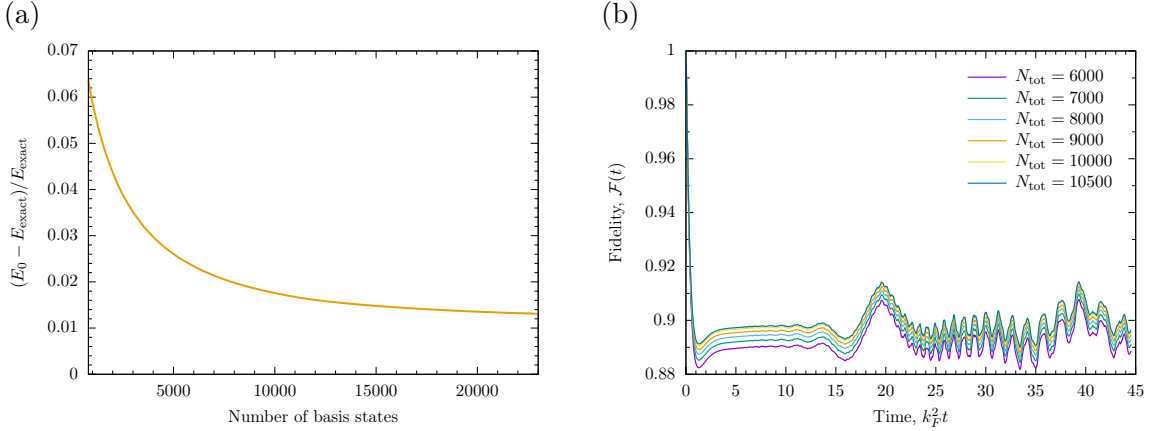 (a)
(E_0 − E_exact)/E_exact
0.07
0.06
0.05
0.04
0.03
0.02
0.01
0
5000 10000 15000 20000
Number of basis states
(b)
Fidelity, ℱ(t)
1
0.98
0.96
0.94
0.92
0.9
0.88
N_tot = 6000
N_tot = 7000
N_tot = 8000
N_tot = 9000
N_tot = 10000
N_tot = 10500
0 5 10 15 20 25 30 35 40 45
Time, k_F^2 t